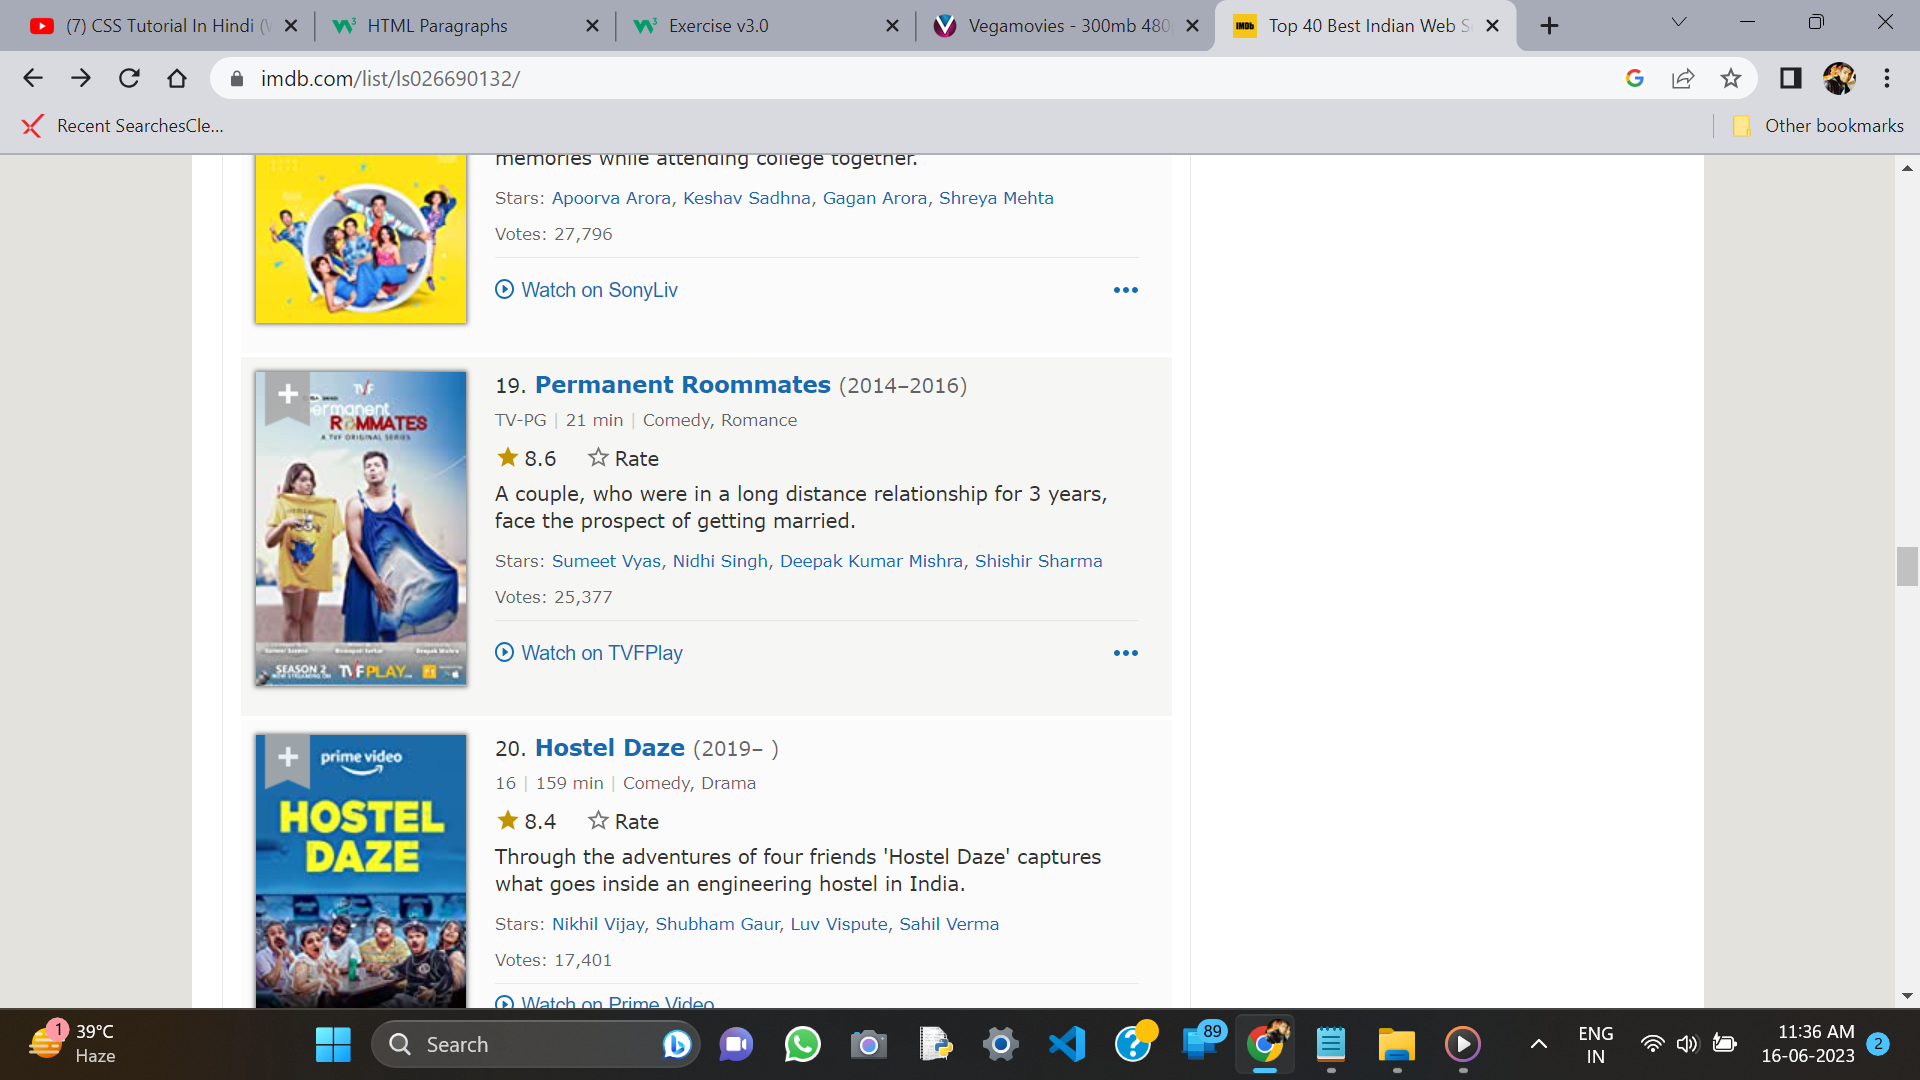 (7) CSS Tutorial In Hindi (
HTML Paragraphs
Exercise v3.0
Vegamovies - 300mb 480
IMDb
Top 40 Best Indian Web S
imdb.com/list/ls026690132/
Recent SearchesCle...
Other bookmarks
memories while attending college together.
Stars: Apoorva Arora, Keshav Sadhna, Gagan Arora, Shreya Mehta
Votes: 27,796
Watch on SonyLiv
TVF
Permanent
ROOMMATES
A TVF ORIGINAL SERIES
SEASON 2
TVFPLAY
19. Permanent Roommates (2014–2016)
TV-PG | 21 min | Comedy, Romance
8.6 Rate
A couple, who were in a long distance relationship for 3 years,
face the prospect of getting married.
Stars: Sumeet Vyas, Nidhi Singh, Deepak Kumar Mishra, Shishir Sharma
Votes: 25,377
Watch on TVFPlay
prime video
HOSTEL
DAZE
20. Hostel Daze (2019– )
16 | 159 min | Comedy, Drama
8.4 Rate
Through the adventures of four friends 'Hostel Daze' captures
what goes inside an engineering hostel in India.
Stars: Nikhil Vijay, Shubham Gaur, Luv Vispute, Sahil Verma
Votes: 17,401
Watch on Prime Video
1
39°C
Haze
Search
89
ENG
IN
11:36 AM
16-06-2023
2